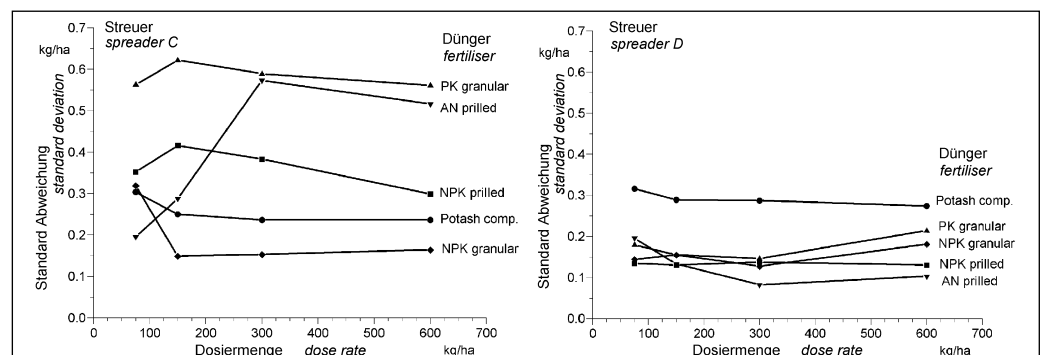 0.7
Streuer
kg/ha
spreader C
Dünger
fertiliser
0.6
PK granular
0.5
AN prilled
0.4
0.3
NPK prilled
Potash comp.
0.2
NPK granular
0.1
0.0
Standard Abweichung
standard deviation
0 100 200 300 400 500 600 700
Dosiermenge dose rate kg/ha
0.7
Streuer
kg/ha
spreader D
0.6
0.5
0.4
Dünger
fertiliser
0.3
Potash comp.
PK granular
0.2
NPK granular
NPK prilled
0.1
AN prilled
0.0
Standard Abweichung
standard deviation
0 100 200 300 400 500 600 700
Dosiermenge dose rate kg/ha